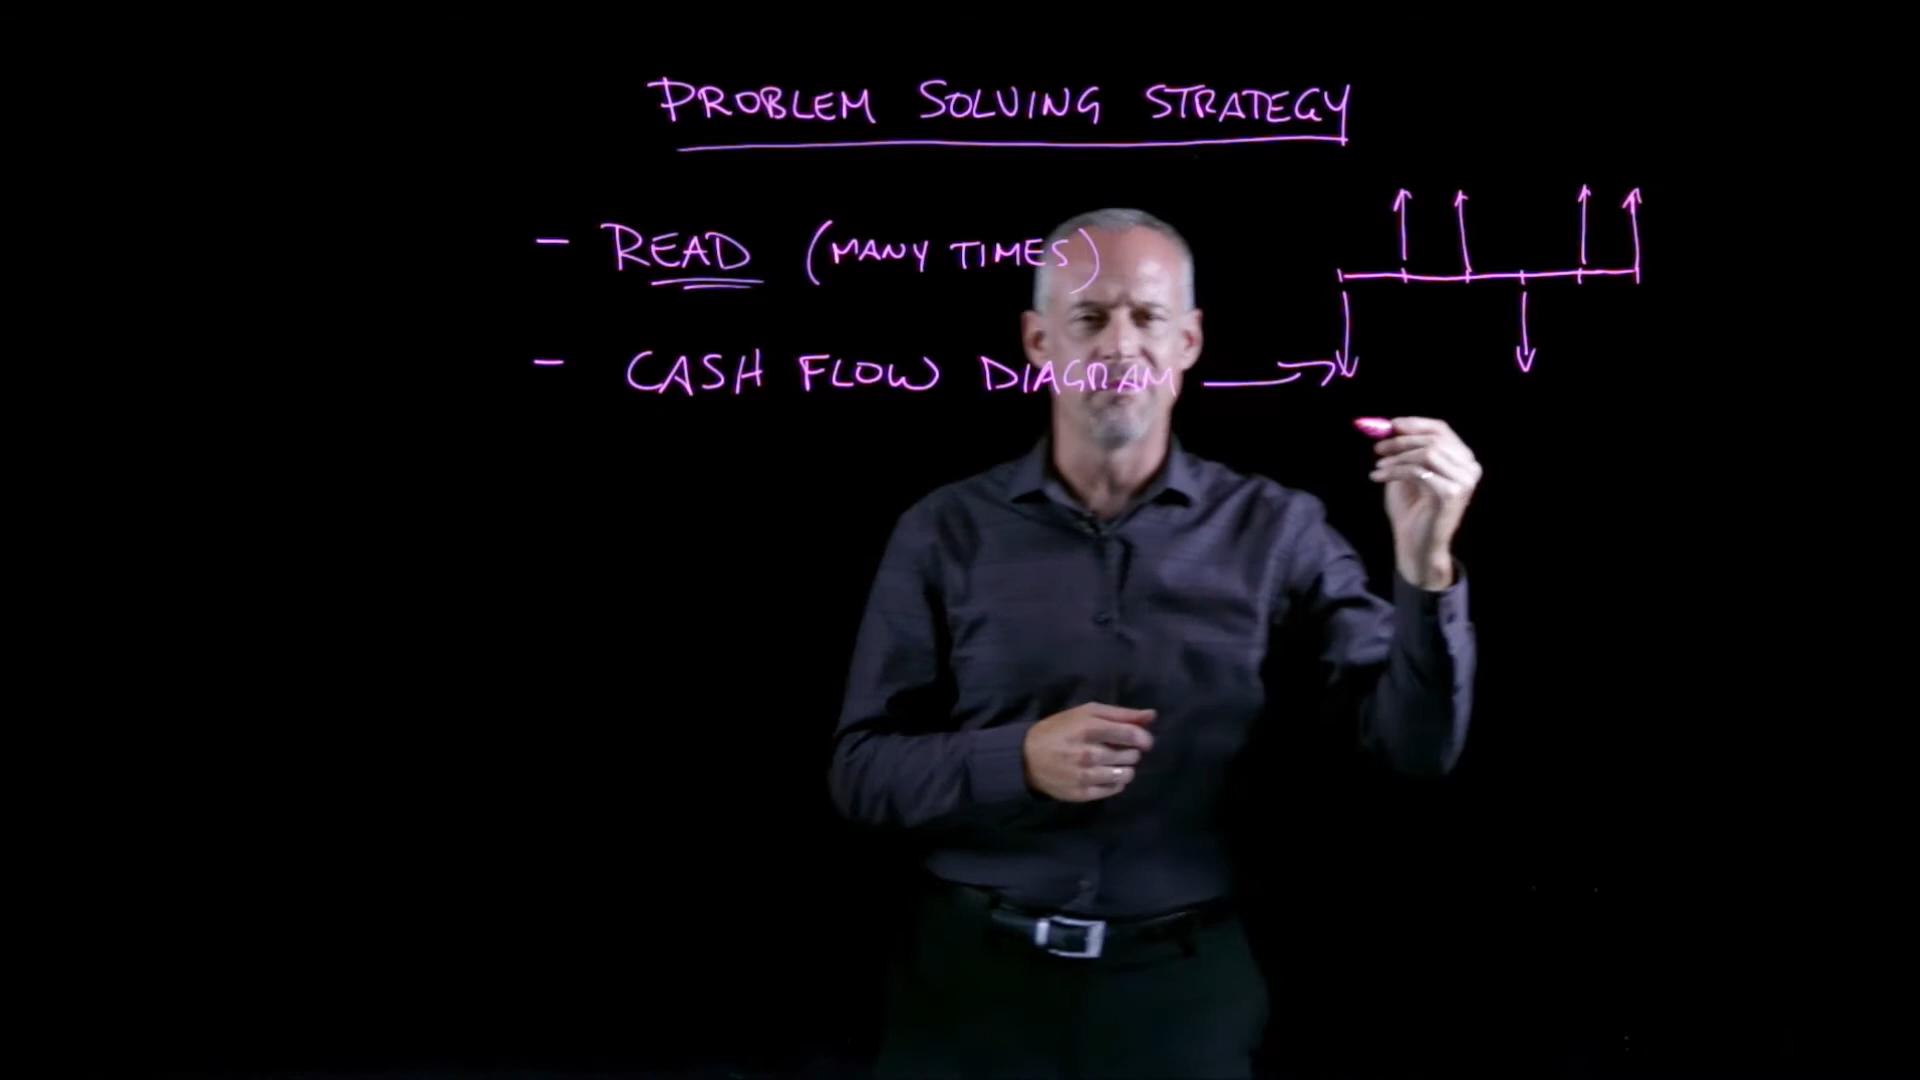 PROBLEM SOLVING STRATEGY
- READ (MANY TIMES)
- CASH FLOW DIAGRAM